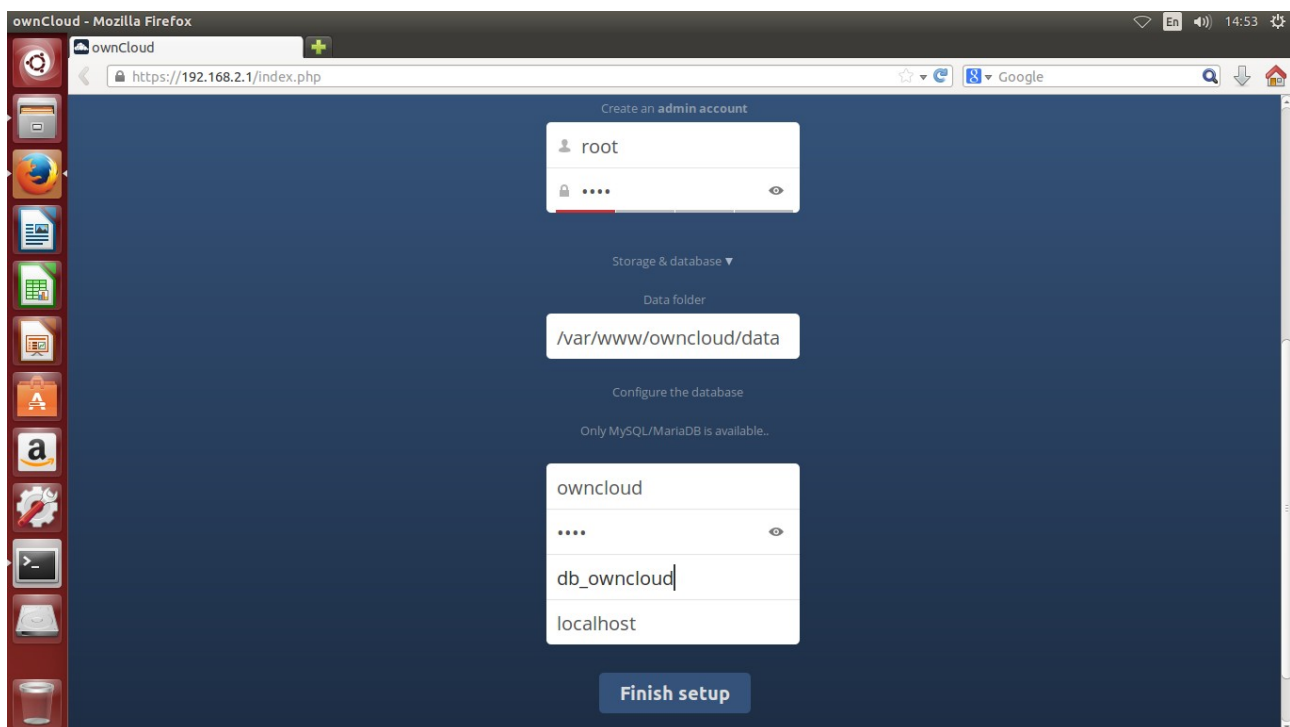 ownCloud - Mozilla Firefox
En
14:53
ownCloud
https://192.168.2.1/index.php
8
Google
Create an admin account
root
••••
Storage & database ▼
Data folder
/var/www/owncloud/data
Configure the database
Only MySQL/MariaDB is available..
owncloud
••••
db_owncloud
localhost
Finish setup
A
a
>_